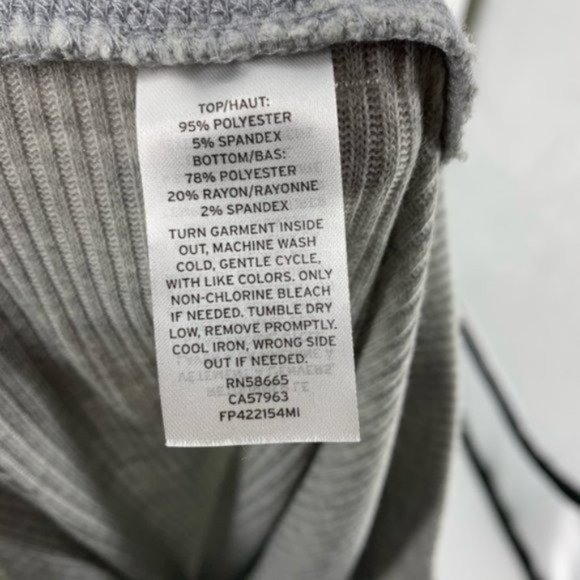 TOP/HAUT:
95% POLYESTER
5% SPANDEX
BOTTOM/BAS:
78% POLYESTER
20% RAYON/RAYONNE
2% SPANDEX
TURN GARMENT INSIDE
OUT, MACHINE WASH
COLD, GENTLE CYCLE,
WITH LIKE COLORS. ONLY
NON-CHLORINE BLEACH
IF NEEDED. TUMBLE DRY
LOW, REMOVE PROMPTLY.
COOL IRON, WRONG SIDE
OUT IF NEEDED.
RN58665
CA57963
FP422154MI